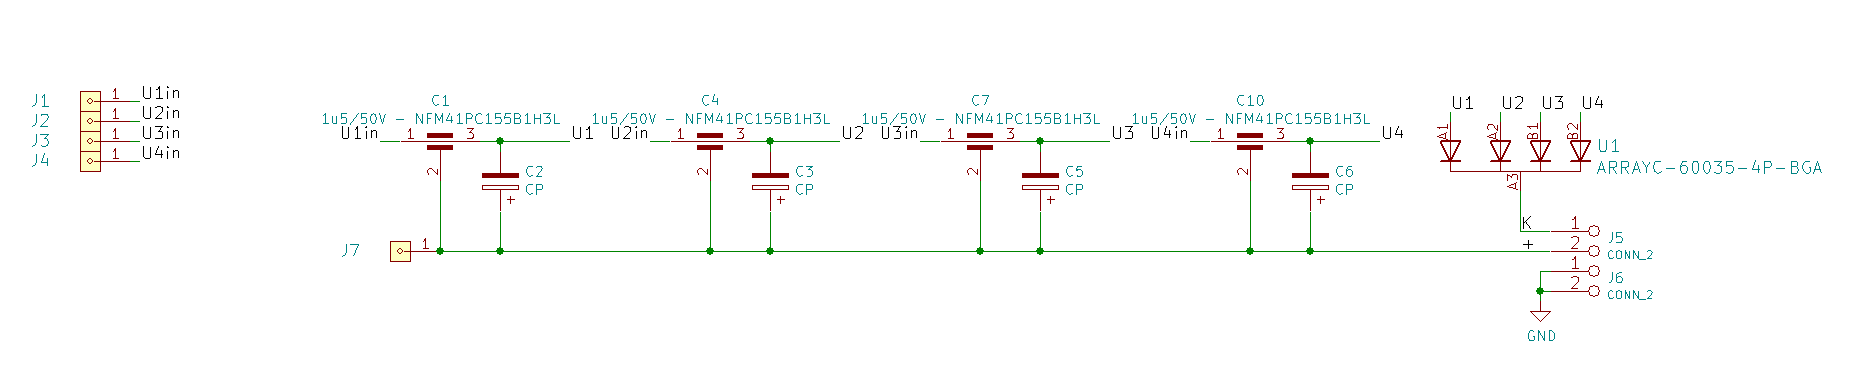 J1 1 U1in
J2 1 U2in
J3 1 U3in
J4 1 U4in
C1
1u5/50V - NFM41PC155B1H3L
U1in 1 3 U1
2
C2
CP
+
C4
1u5/50V - NFM41PC155B1H3L
U2in 1 3 U2
2
C3
CP
+
C7
1u5/50V - NFM41PC155B1H3L
U3in 1 3 U3
2
C5
CP
+
C10
1u5/50V - NFM41PC155B1H3L
U4in 1 3 U4
2
C6
CP
+
J7 1
U1 U2 U3 U4
A1 A2 B1 B2
U1
ARRAYC-60035-4P-BGA
A3
K 1
J5
+ 2
CONN_2
1
J6
2
CONN_2
GND